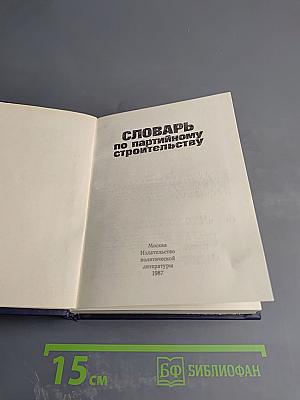 СЛОВАРЬ
по партийному
строительству
Москва
Издательство
политической
литературы
1987
15 см
БФ БИБЛИОФАН